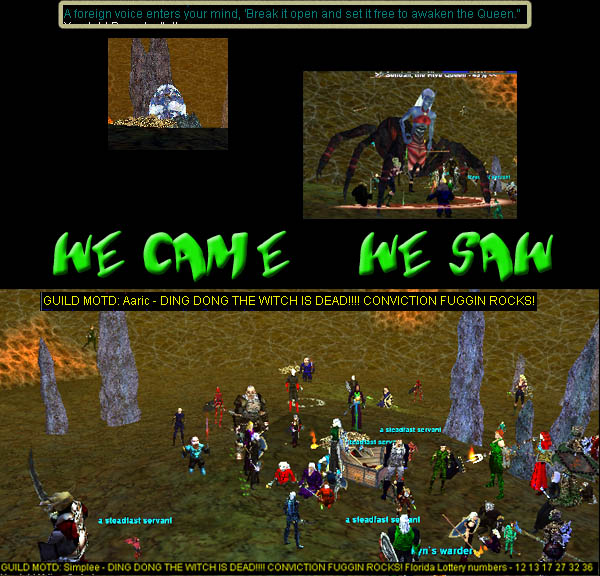 A foreign voice enters your mind, 'Break it open and set it free to awaken the Queen."
the Hive Queen
WE CAME WE SAW
GUILD MOTD: Aaric - DING DONG THE WITCH IS DEAD!!!! CONVICTION FUGGIN ROCKS!
a steadfast servant
steadfast servant
a steadfast servant
a steadfast servant
warder
GUILD MOTD: Simplee - DING DONG THE WITCH IS DEAD!!!! CONVICTION FUGGIN ROCKS! Florida Lottery numbers - 12 13 17 27 32 36